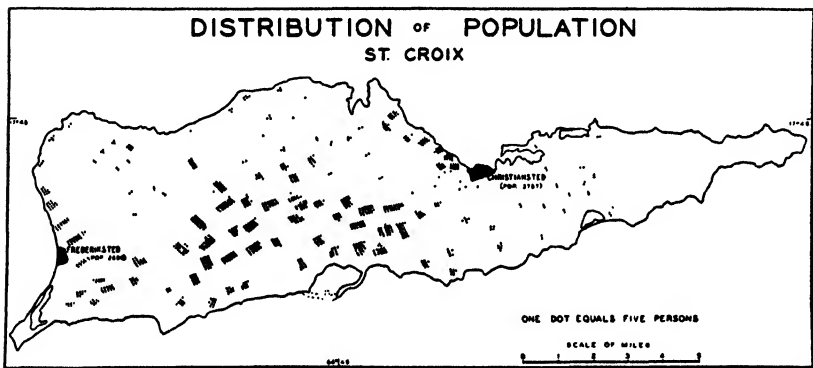 DISTRIBUTION OF POPULATION
ST. CROIX
CHRISTIANSTED
FREDERIKSTED
ONE DOT EQUALS FIVE PERSONS
SCALE OF MILES
0 1 2 3 4 5